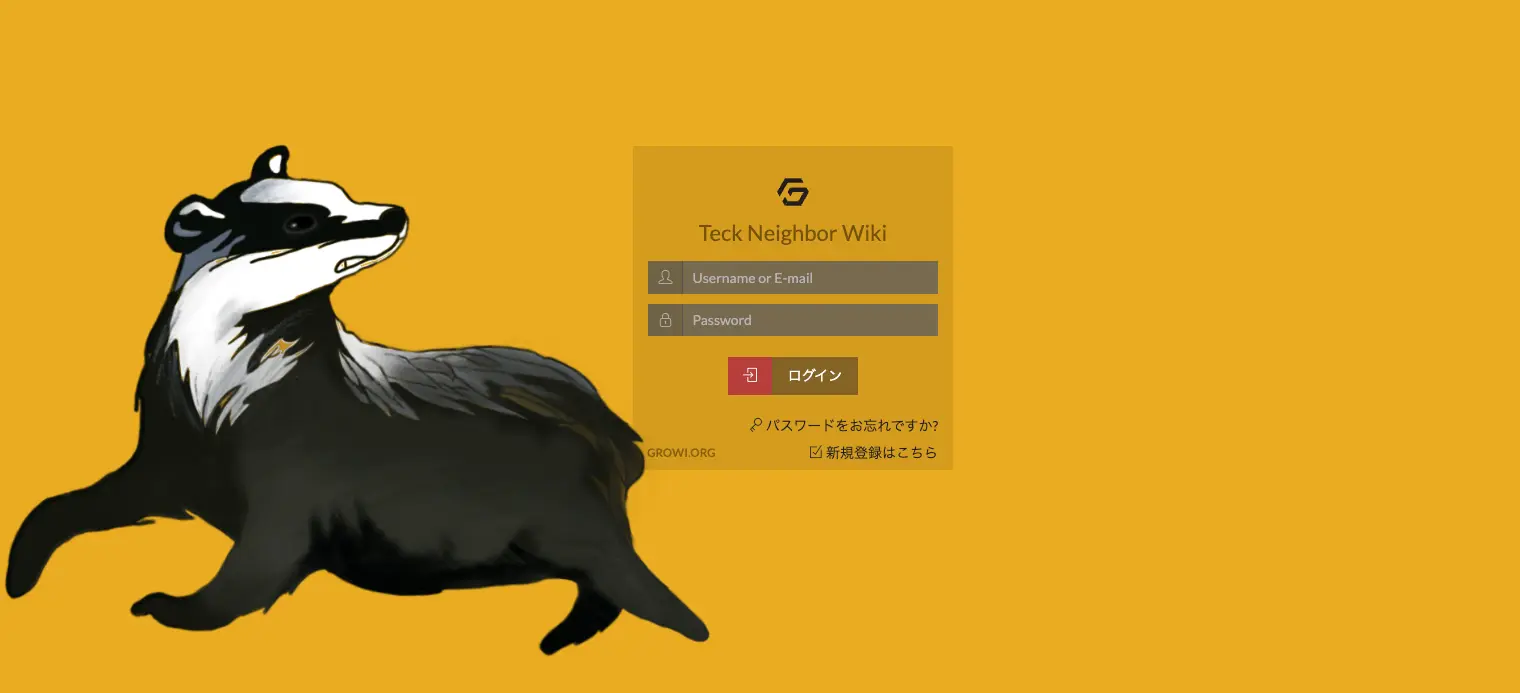 Teck Neighbor Wiki
Username or E-mail
Password
ログイン
パスワードをお忘れですか?
GROWI.ORG
新規登録はこちら